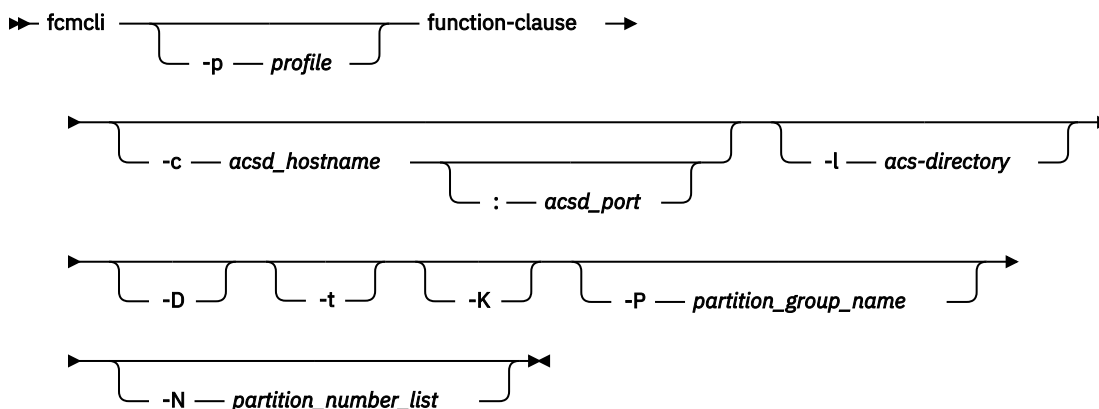 fcmcli function-clause
-p profile
-c acsd_hostname -l acs-directory
: acsd_port
-D -t -K -P partition_group_name
-N partition_number_list